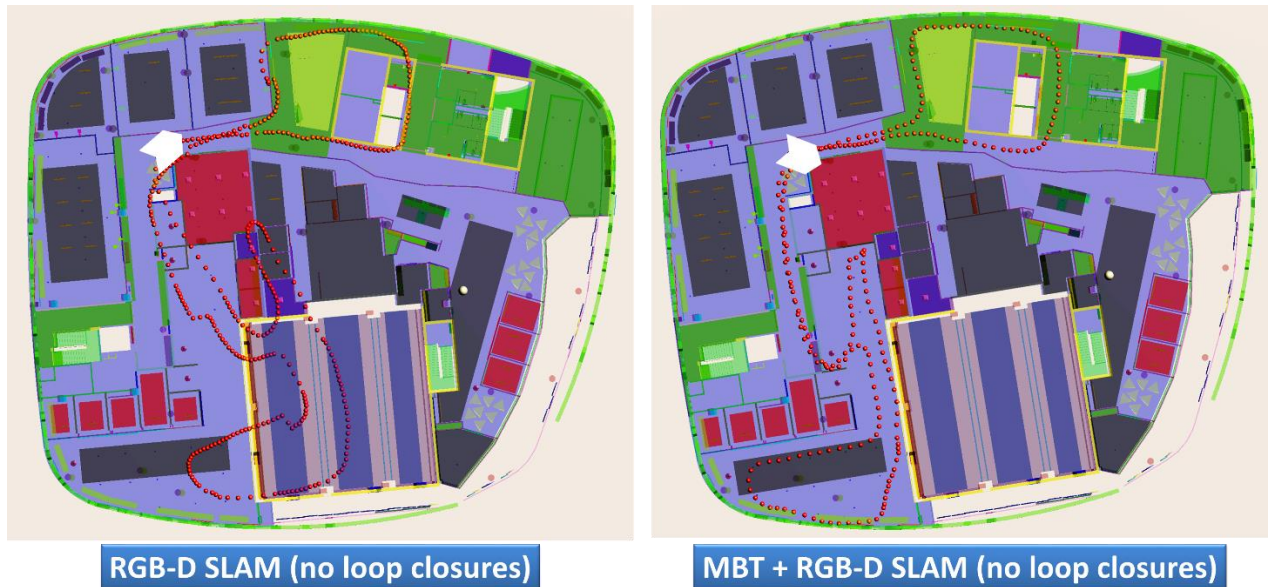 RGB-D SLAM (no loop closures)
MBT + RGB-D SLAM (no loop closures)